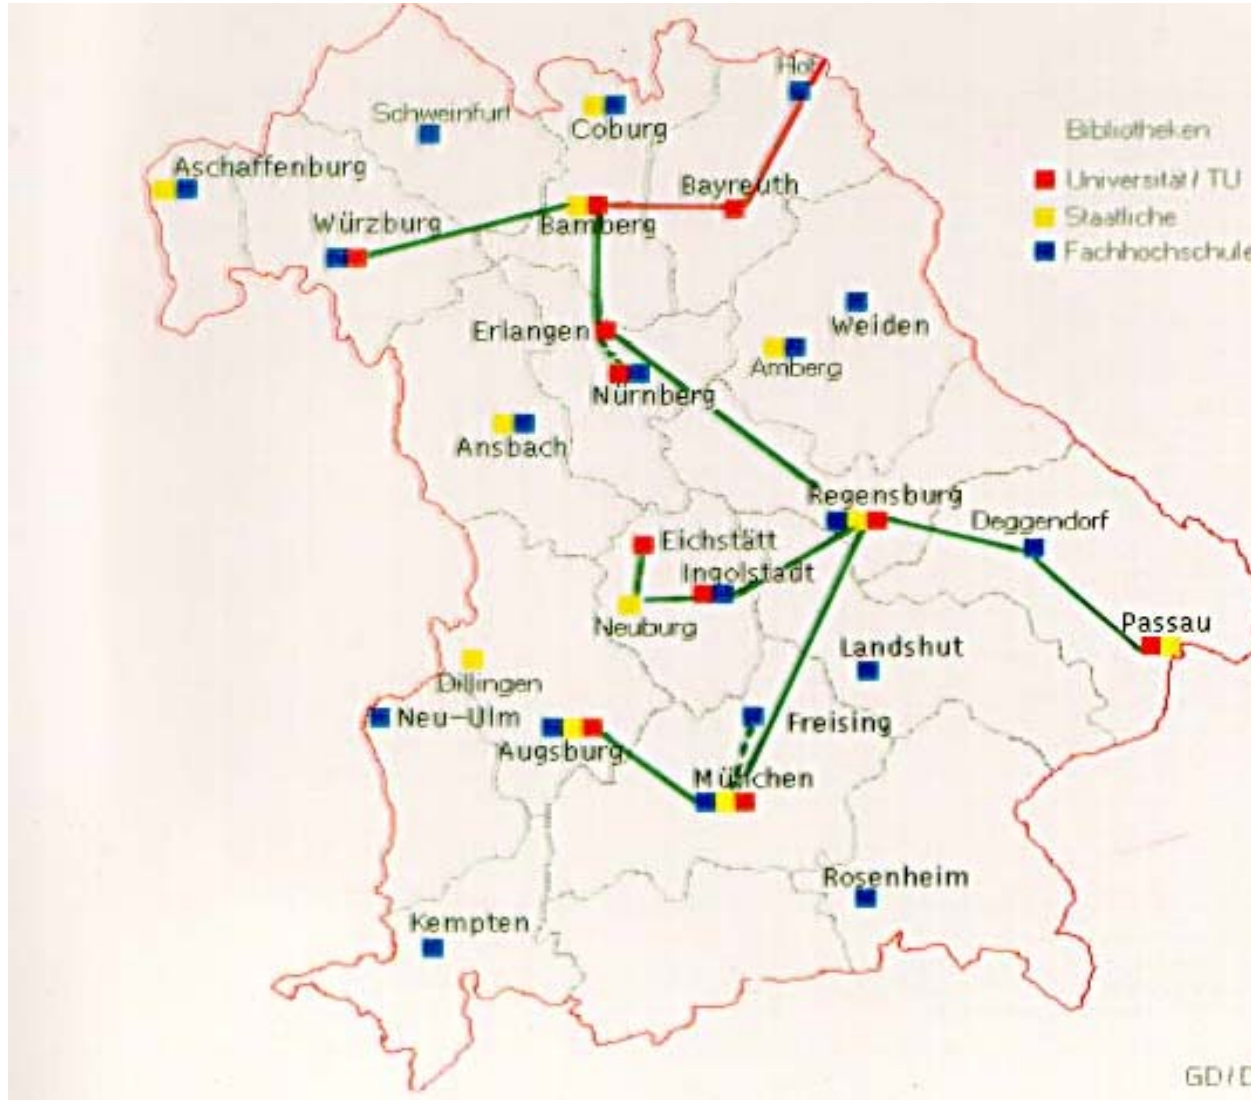 Hof
Schweinfurt
Coburg
Aschaffenburg
Bayreuth
Würzburg
Bamberg
Erlangen
Weiden
Amberg
Nürnberg
Ansbach
Regensburg
Deggendorf
Eichstätt
Ingolstadt
Neuburg
Passau
Landshut
Dillingen
Neu-Ulm
Freising
Augsburg
München
Rosenheim
Kempten
Bibliotheken
Universität / TU
Staatliche
Fachhochschule
GD/D